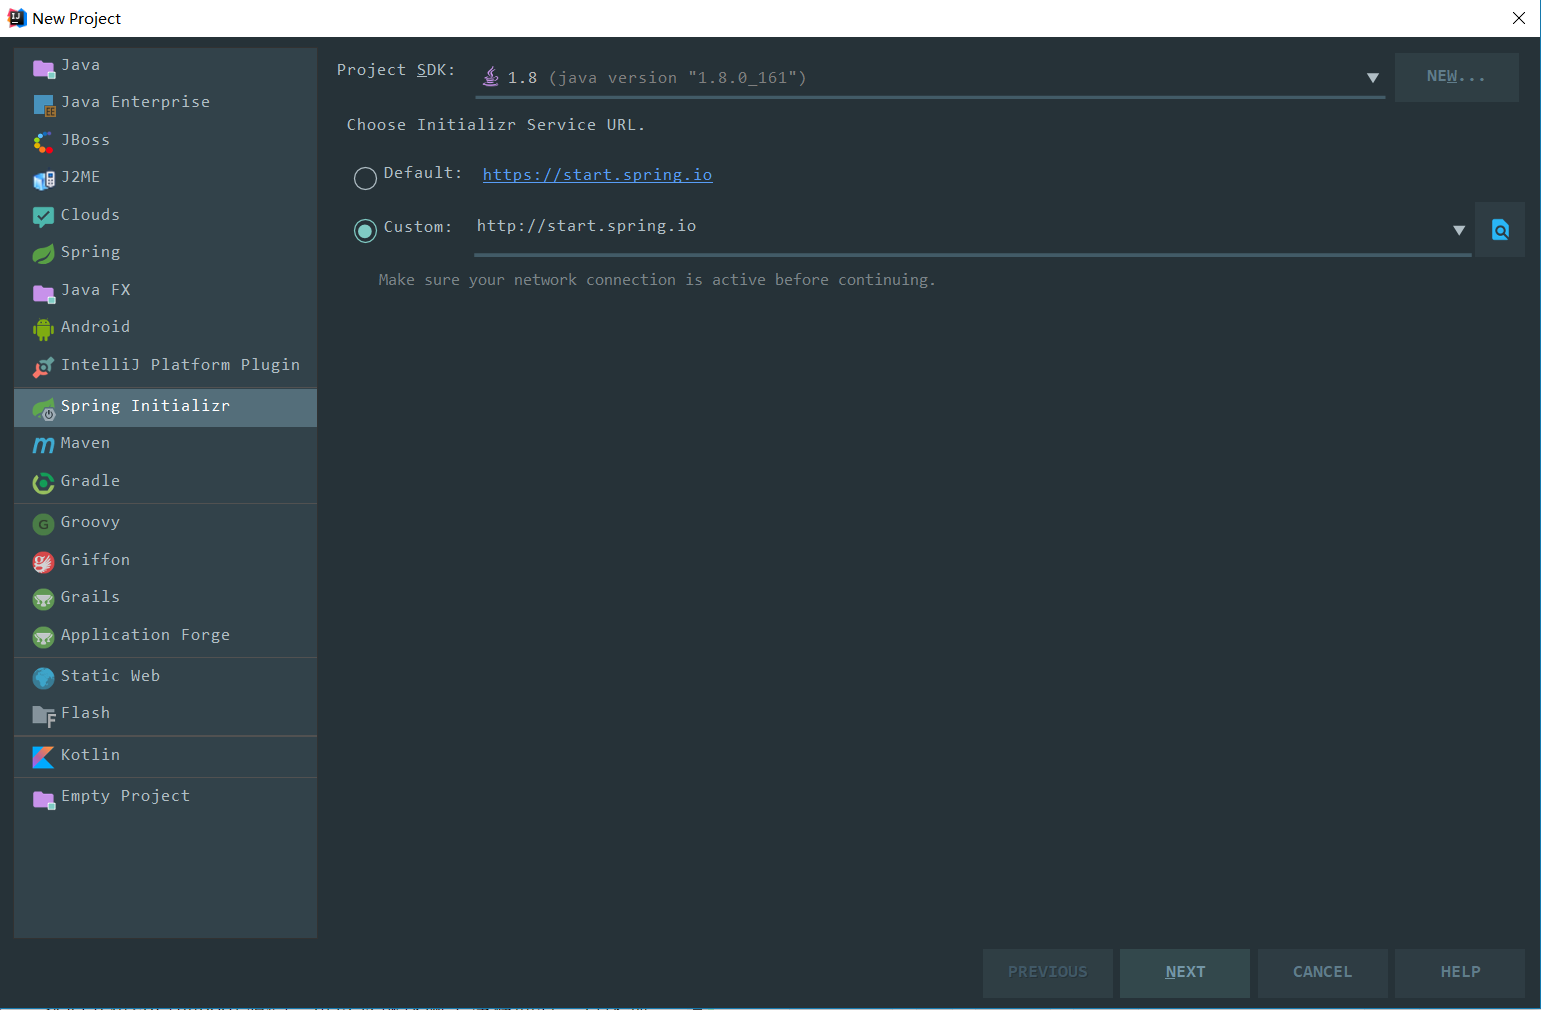 New Project
Java
Java Enterprise
JBoss
J2ME
Clouds
Spring
Java FX
Android
IntelliJ Platform Plugin
Spring Initializr
Maven
Gradle
Groovy
Griffon
Grails
Application Forge
Static Web
Flash
Kotlin
Empty Project
Project SDK: 1.8 (java version "1.8.0_161") NEW...
Choose Initializr Service URL.
Default: https://start.spring.io
Custom: http://start.spring.io
Make sure your network connection is active before continuing.
PREVIOUS NEXT CANCEL HELP